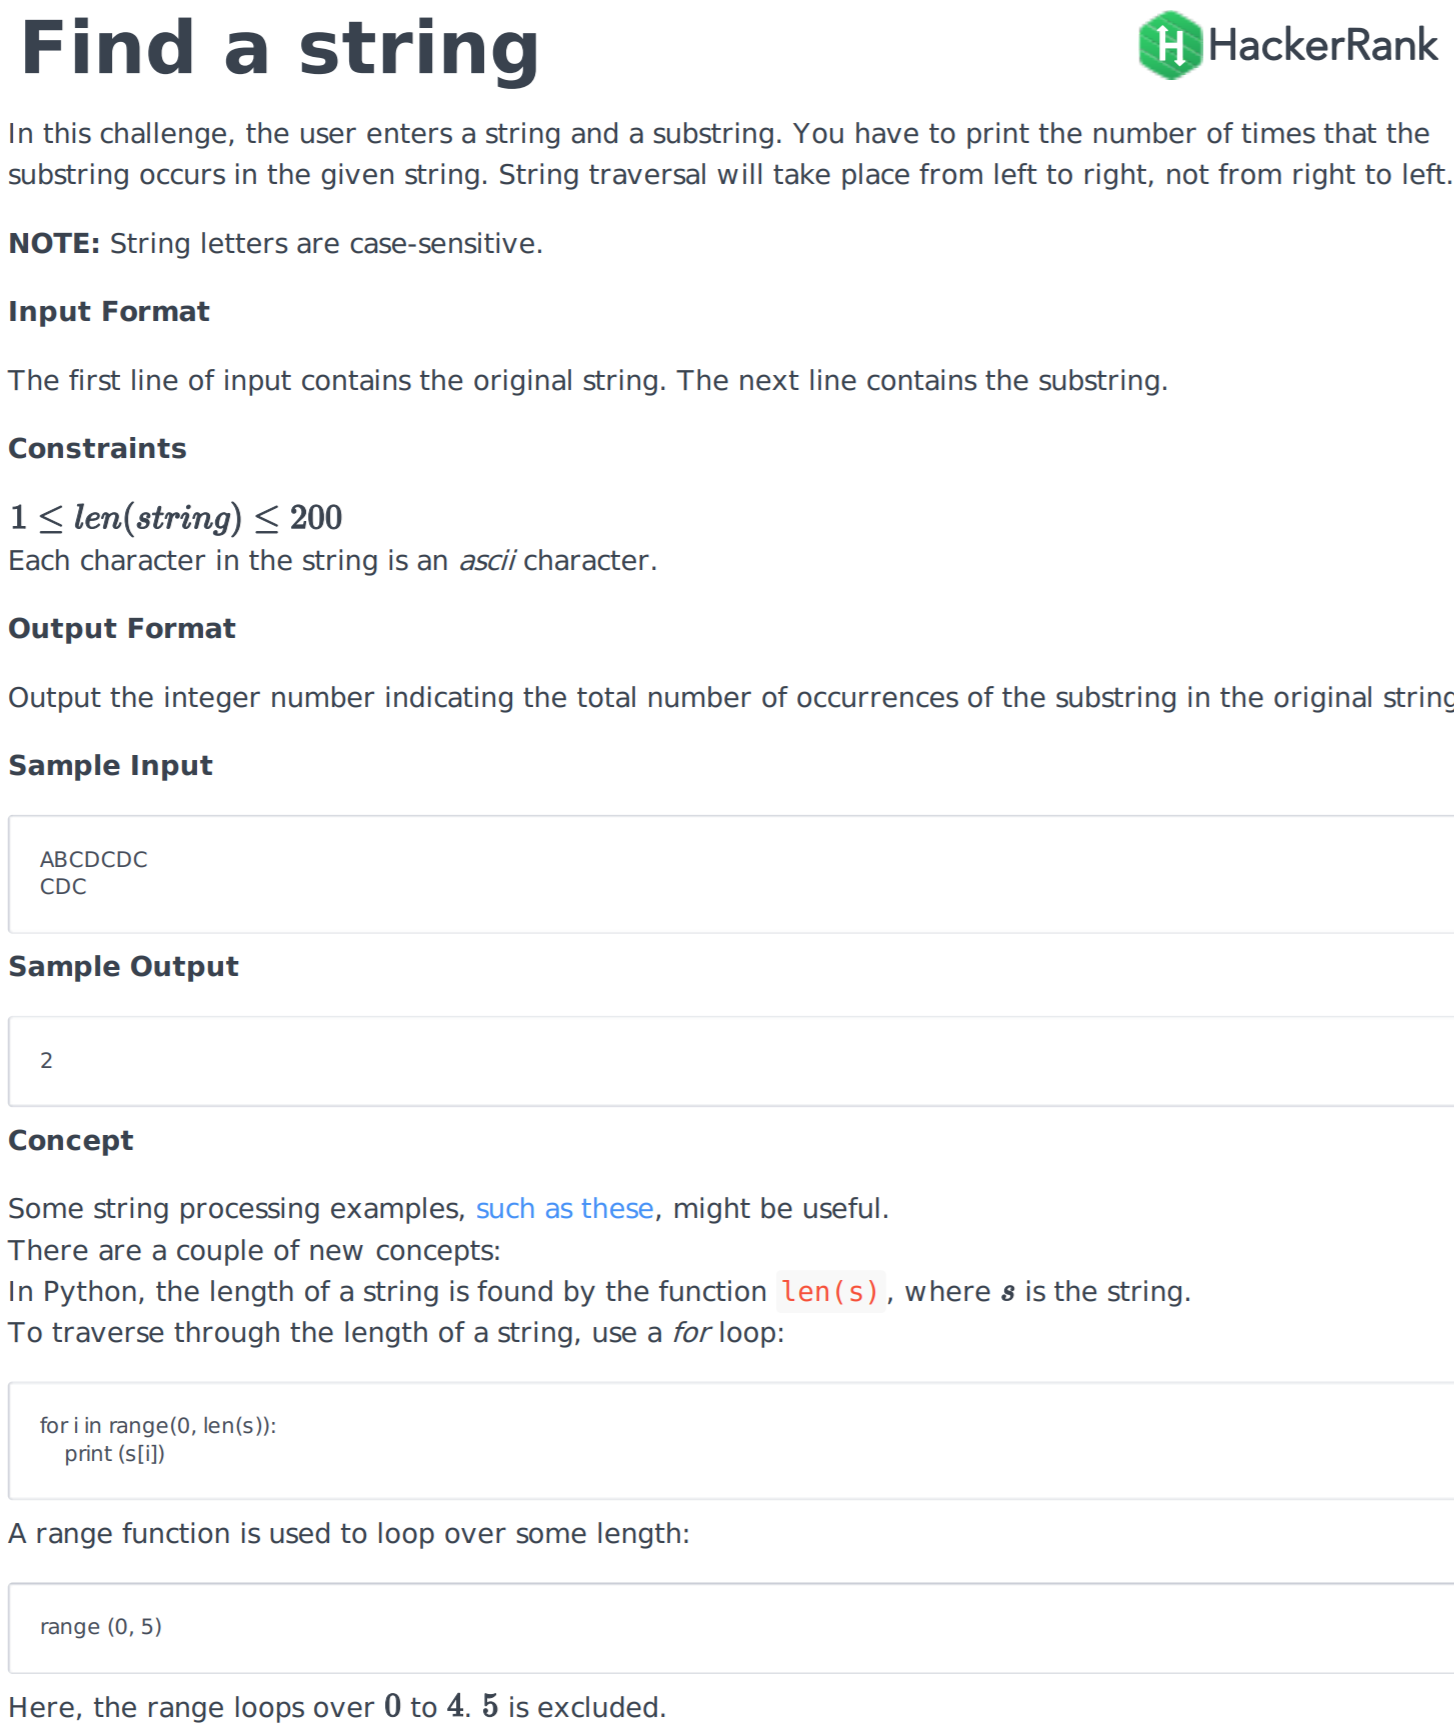 Find a string
HackerRank
In this challenge, the user enters a string and a substring. You have to print the number of times that the
substring occurs in the given string. String traversal will take place from left to right, not from right to left.
NOTE: String letters are case-sensitive.
Input Format
The first line of input contains the original string. The next line contains the substring.
Constraints
1 ≤ len(string) ≤ 200
Each character in the string is an ascii character.
Output Format
Output the integer number indicating the total number of occurrences of the substring in the original string
Sample Input
ABCDCDC
CDC
Sample Output
2
Concept
Some string processing examples, such as these, might be useful.
There are a couple of new concepts:
In Python, the length of a string is found by the function len(s), where s is the string.
To traverse through the length of a string, use a for loop:
for i in range(0, len(s)):
    print (s[i])
A range function is used to loop over some length:
range (0, 5)
Here, the range loops over 0 to 4. 5 is excluded.